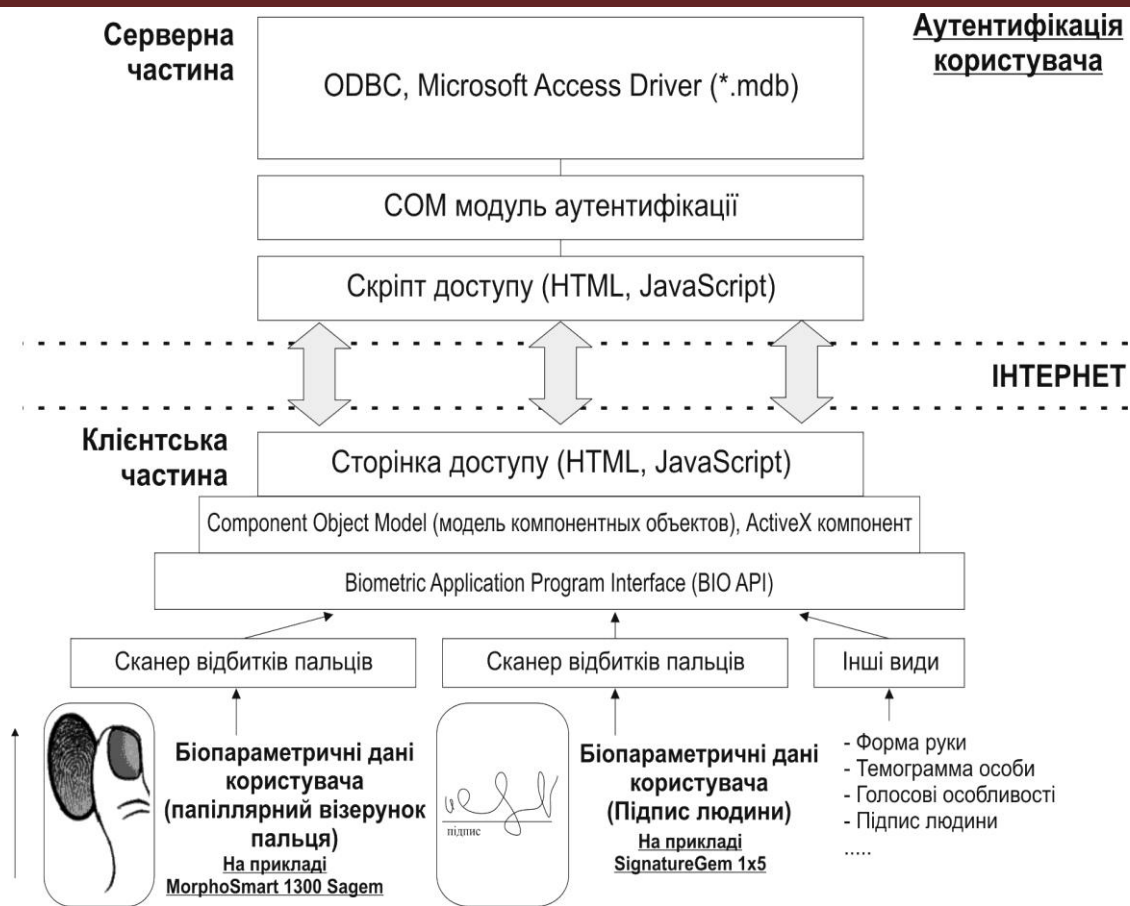 Серверна
частина
Аутентифікація
користувача
ODBC, Microsoft Access Driver (*.mdb)
COM модуль аутентифікації
Скріпт доступу (HTML, JavaScript)
ІНТЕРНЕТ
Клієнтська
частина
Сторінка доступу (HTML, JavaScript)
Component Object Model (модель компонентных объектов), ActiveX компонент
Biometric Application Program Interface (BIO API)
Сканер відбитків пальців
Сканер відбитків пальців
Інші види
Біопараметричні дані
користувача
(папіллярний візерунок
пальця)
На прикладі
MorphoSmart 1300 Sagem
підпис
Біопараметричні дані
користувача
(Підпис людини)
На прикладі
SignatureGem 1x5
- Форма руки
- Темограмма особи
- Голосові особливості
- Підпис людини
.....